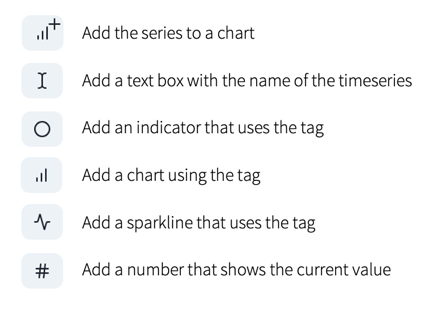 Add the series to a chart
Add a text box with the name of the timeseries
Add an indicator that uses the tag
Add a chart using the tag
Add a sparkline that uses the tag
# Add a number that shows the current value